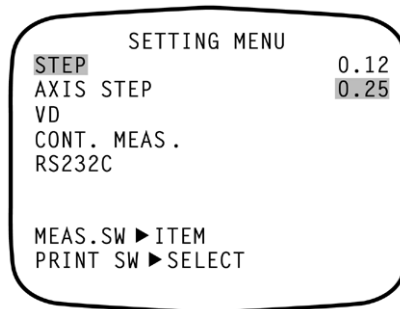 SETTING MENU
STEP 0.12
AXIS STEP 0.25
VD
CONT. MEAS.
RS232C
MEAS.SW ▶ ITEM
PRINT SW ▶ SELECT